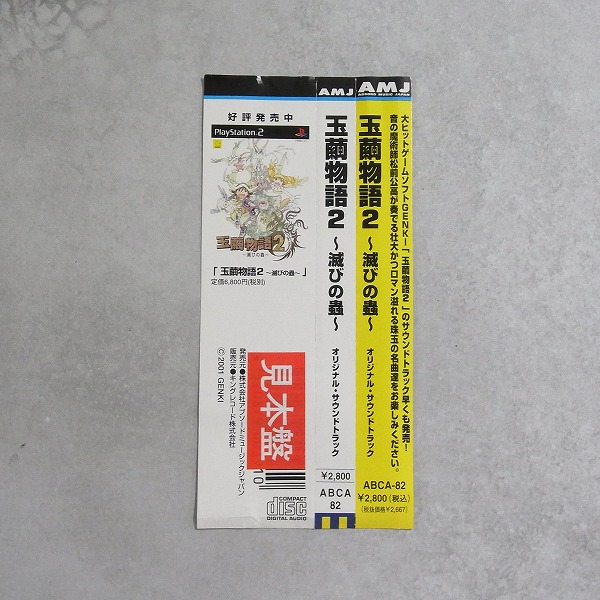 好評発売中
PlayStation.2
玉繭物語2
〜滅びの蟲〜
「玉繭物語2 〜滅びの蟲〜」
定価6,800円(税別)
見本盤
発売元●株式会社アブソードミュージックジャパン
販売元●キングレコード株式会社
© 2001 GENKI
10
COMPACT
disc
DIGITAL AUDIO
AMJ
玉繭物語2 〜滅びの蟲〜
オリジナル・サウンドトラック
¥2,800
ABCA
82
AMJ
ABSORD MUSIC JAPAN
大ヒットゲームソフトGENKI「玉繭物語2」のサウンドトラック早くも発売!
音の魔術師松前公高が奏でる壮大かつロマン溢れる珠玉の名曲達をお楽しみください。
玉繭物語2 〜滅びの蟲〜
オリジナル・サウンドトラック
ABCA-82
¥2,800(税込)
(税抜価格¥2,667)